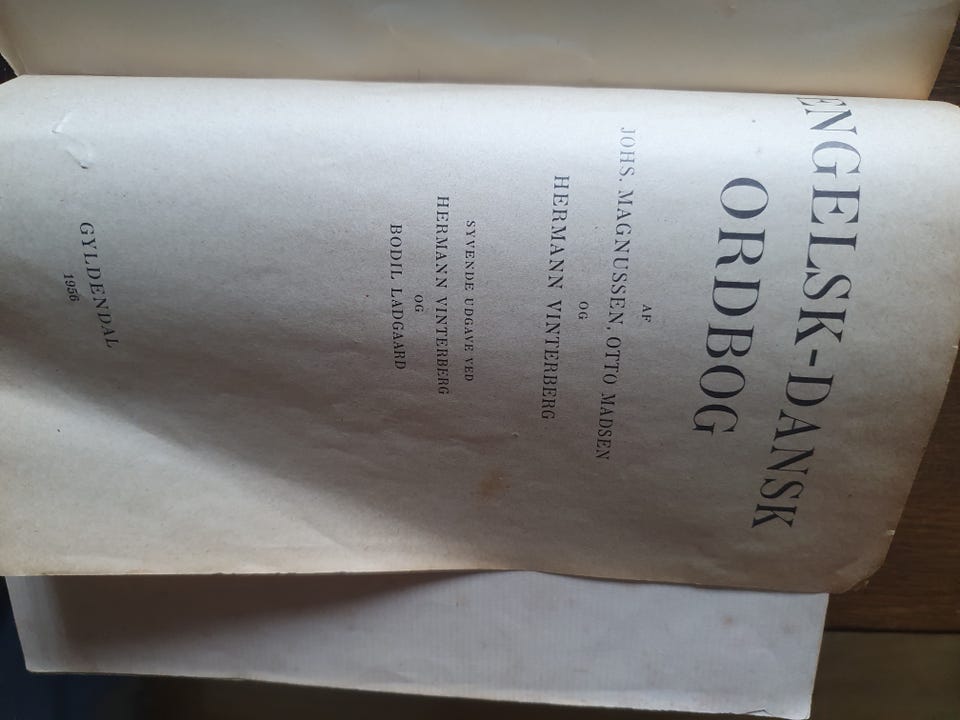 ENGELSK-DANSK
ORDBOG
AF
JOHS. MAGNUSSEN, OTTO MADSEN
OG
HERMANN VINTERBERG
SYVENDE UDGAVE VED
HERMANN VINTERBERG
OG
BODIL LADGAARD
GYLDENDAL
1956